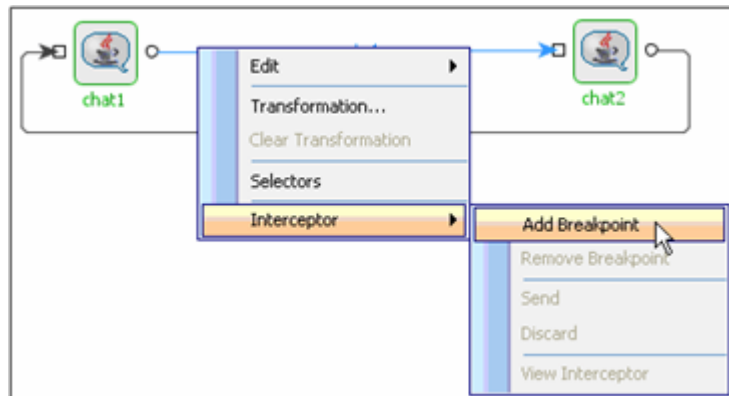 chat1
chat2
Edit
Transformation...
Clear Transformation
Selectors
Interceptor
Add Breakpoint
Remove Breakpoint
Send
Discard
View Interceptor